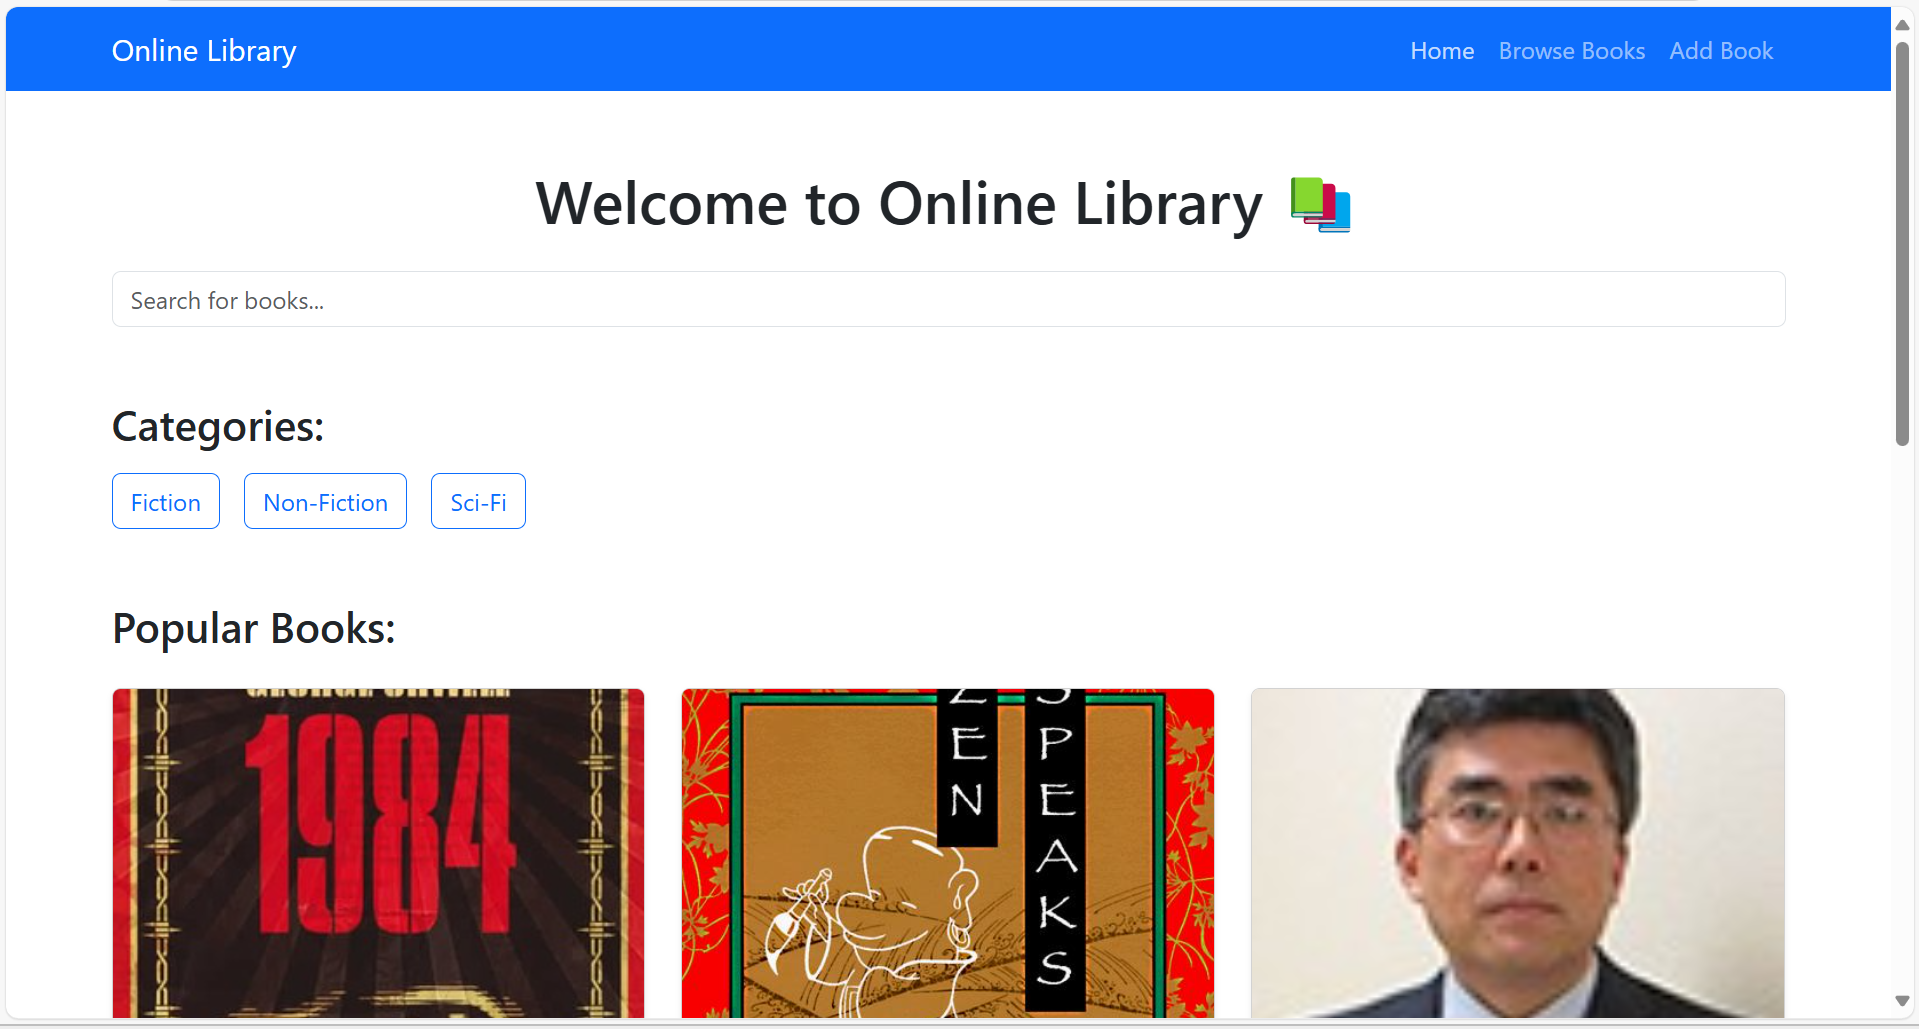 Online Library
Home Browse Books Add Book
Welcome to Online Library
Search for books...
Categories:
Fiction Non-Fiction Sci-Fi
Popular Books:
1984
ZEN
SPEAKS